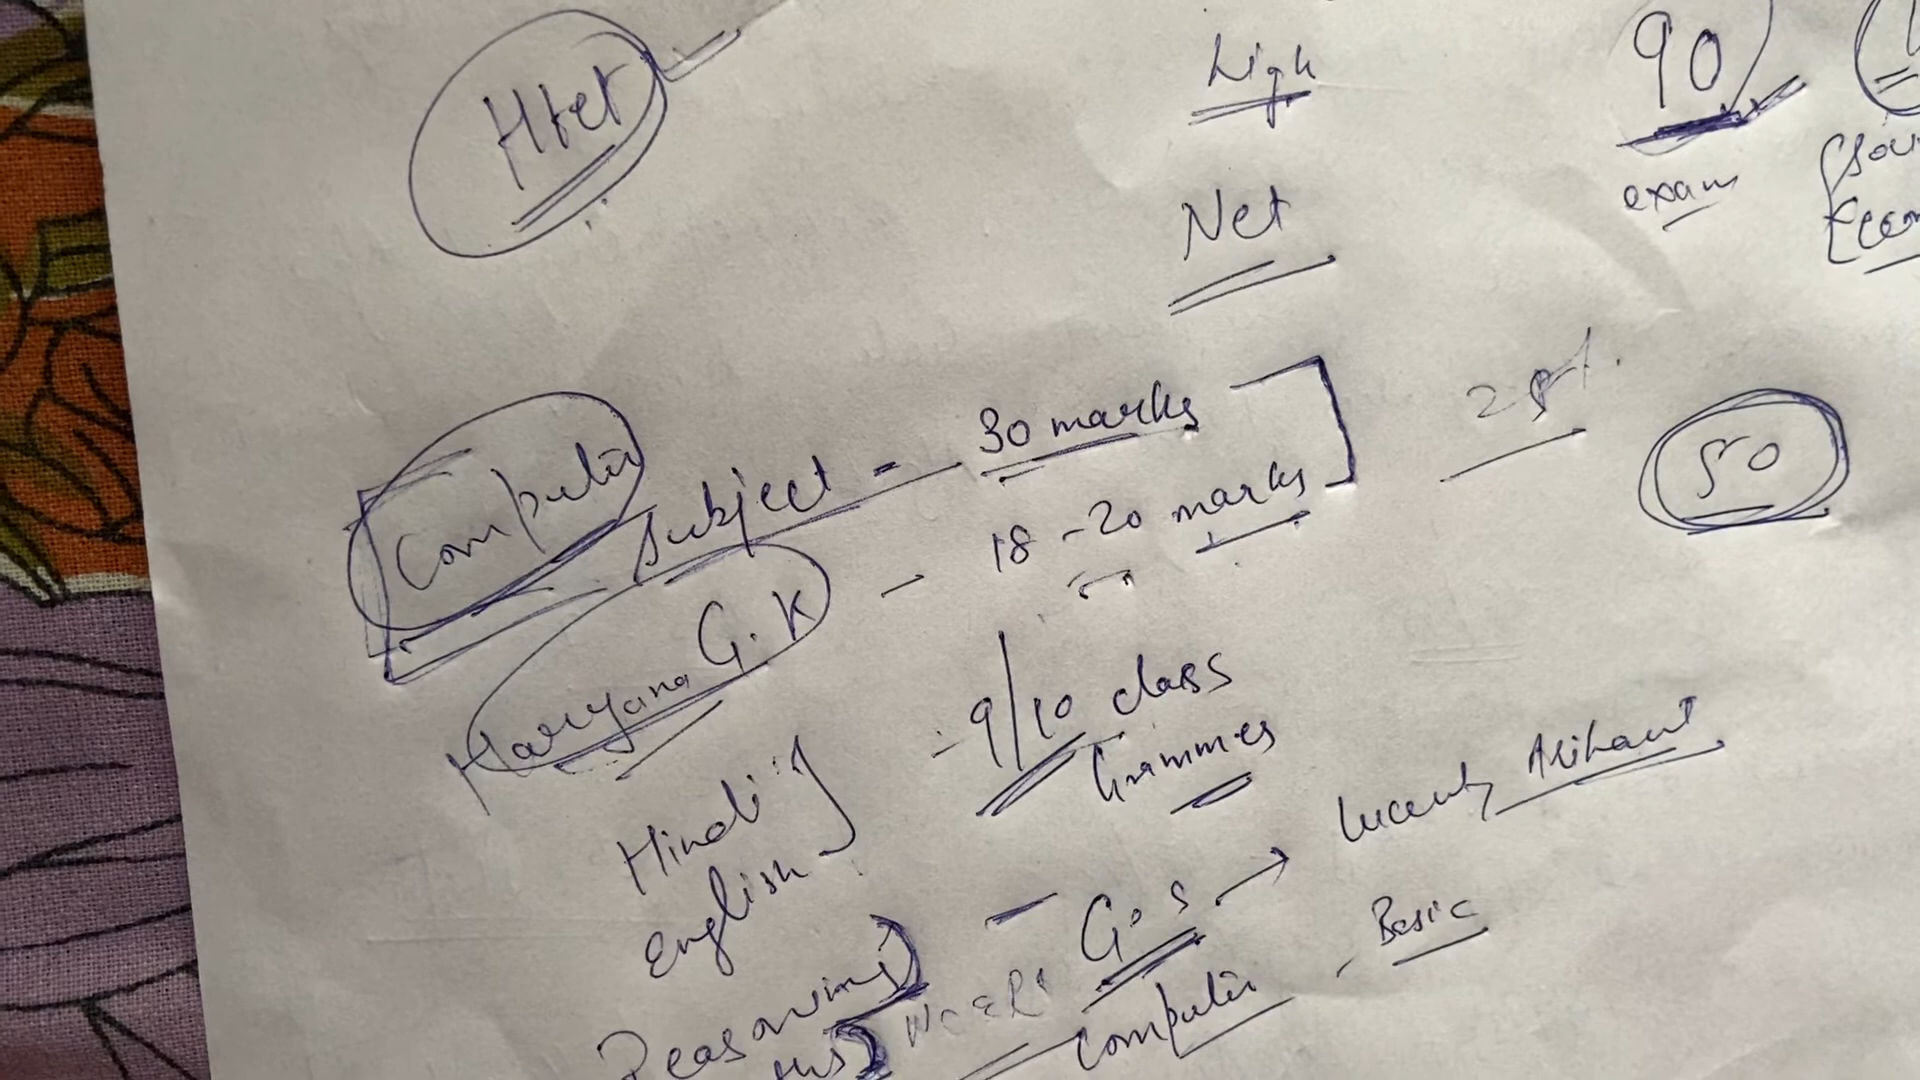 Htet
High
90
exam
Net
Computer Subject = 30 marks
50
Haryana G.K - 18-20 marks
Hindi
English
- 9/10 class
Grammes
Reasoning
- G.S → Lucent, Arihant
Computer - Basic